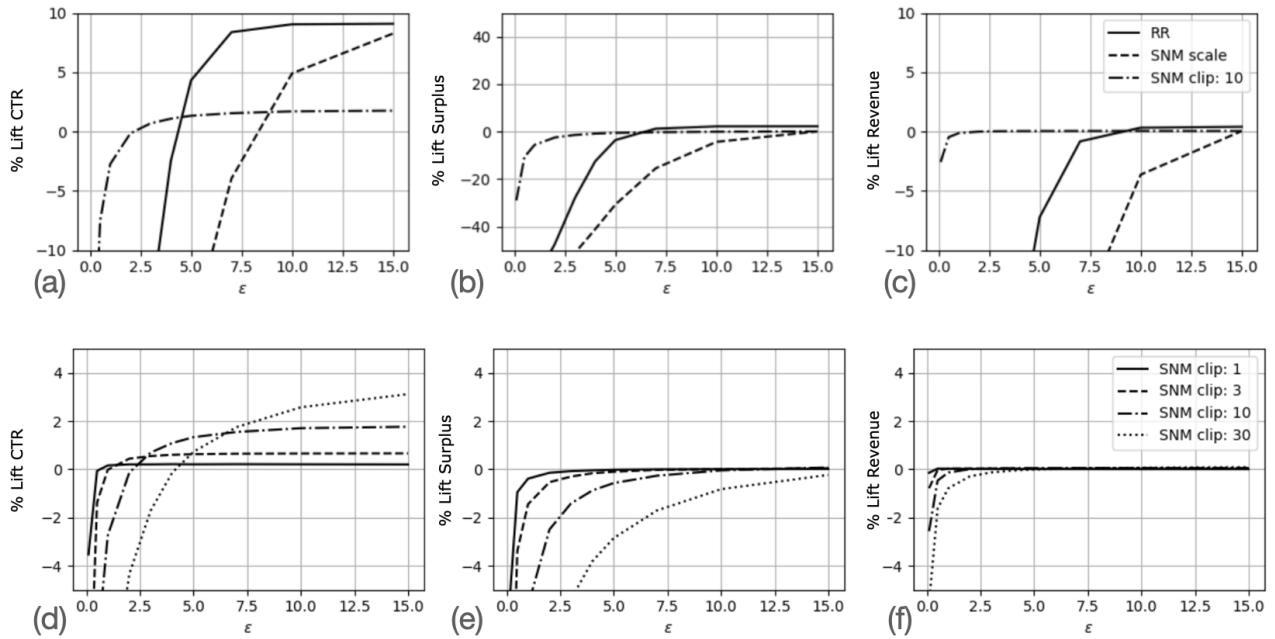 % Lift CTR
10
5
0
−5
−10
0.0 2.5 5.0 7.5 10.0 12.5 15.0
ε
(a)
% Lift Surplus
40
20
0
−20
−40
0.0 2.5 5.0 7.5 10.0 12.5 15.0
ε
(b)
% Lift Revenue
10
5
0
−5
−10
RR
SNM scale
SNM clip: 10
0.0 2.5 5.0 7.5 10.0 12.5 15.0
ε
(c)
% Lift CTR
4
2
0
−2
−4
0.0 2.5 5.0 7.5 10.0 12.5 15.0
ε
(d)
% Lift Surplus
4
2
0
−2
−4
0.0 2.5 5.0 7.5 10.0 12.5 15.0
ε
(e)
% Lift Revenue
4
2
0
−2
−4
SNM clip: 1
SNM clip: 3
SNM clip: 10
SNM clip: 30
0.0 2.5 5.0 7.5 10.0 12.5 15.0
ε
(f)